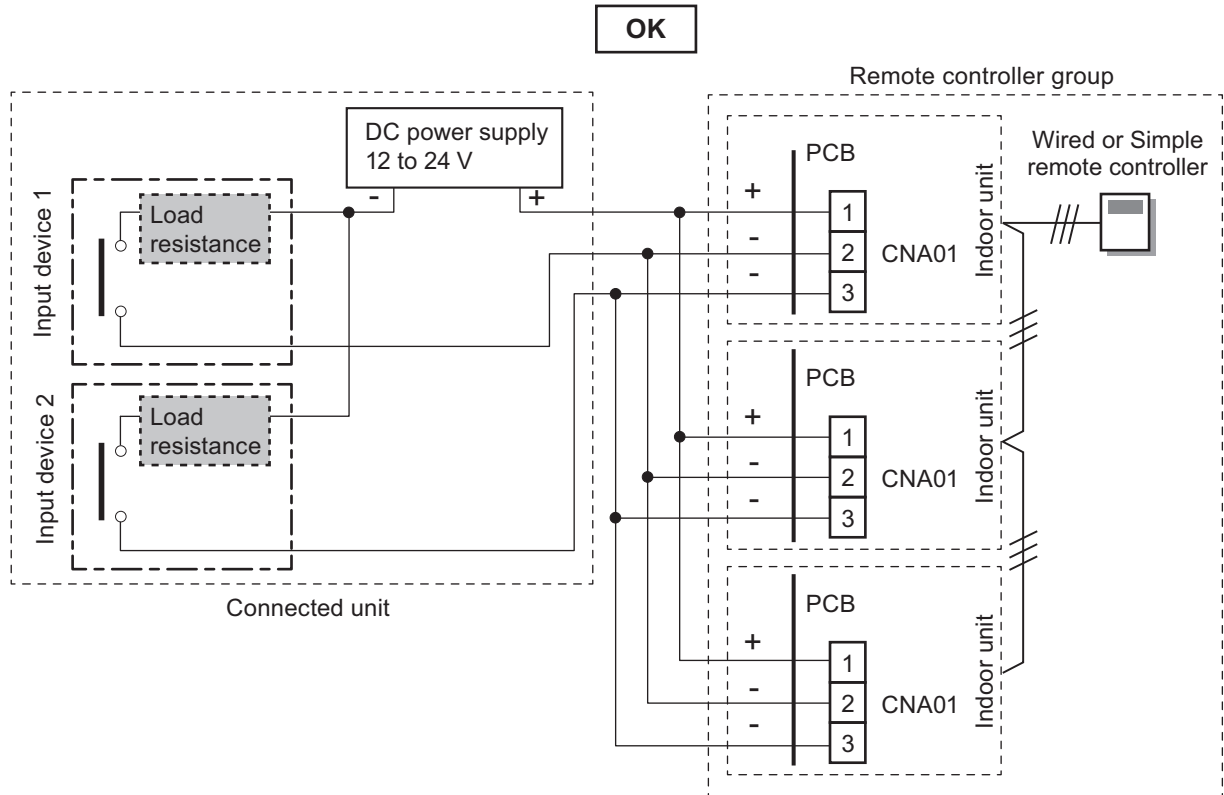 OK
Remote controller group
DC power supply
12 to 24 V
-
+
Input device 1
Load
resistance
Input device 2
Load
resistance
Connected unit
PCB
+
-
-
1
2
3
CNA01
Indoor unit
Wired or Simple
remote controller
PCB
+
-
-
1
2
3
CNA01
Indoor unit
PCB
+
-
-
1
2
3
CNA01
Indoor unit